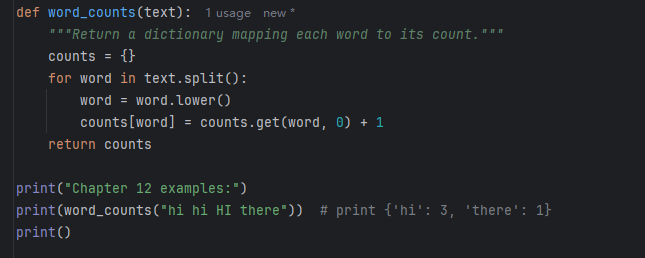 def word_counts(text):  1 usage  new *
    """Return a dictionary mapping each word to its count."""
    counts = {}
    for word in text.split():
        word = word.lower()
        counts[word] = counts.get(word, 0) + 1
    return counts

print("Chapter 12 examples:")
print(word_counts("hi hi HI there"))  # print {'hi': 3, 'there': 1}
print()